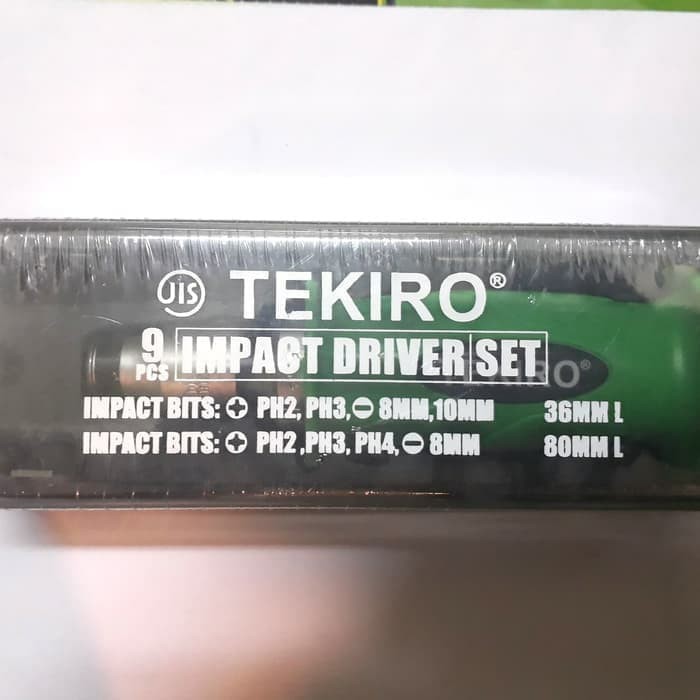 JIS TEKIRO®
9 PCS IMPACT DRIVER SET
TEKIRO®
IMPACT BITS: ⊕ PH2, PH3, ⊖ 8MM,10MM 36MM L
IMPACT BITS: ⊕ PH2 ,PH3, PH4, ⊖ 8MM 80MM L